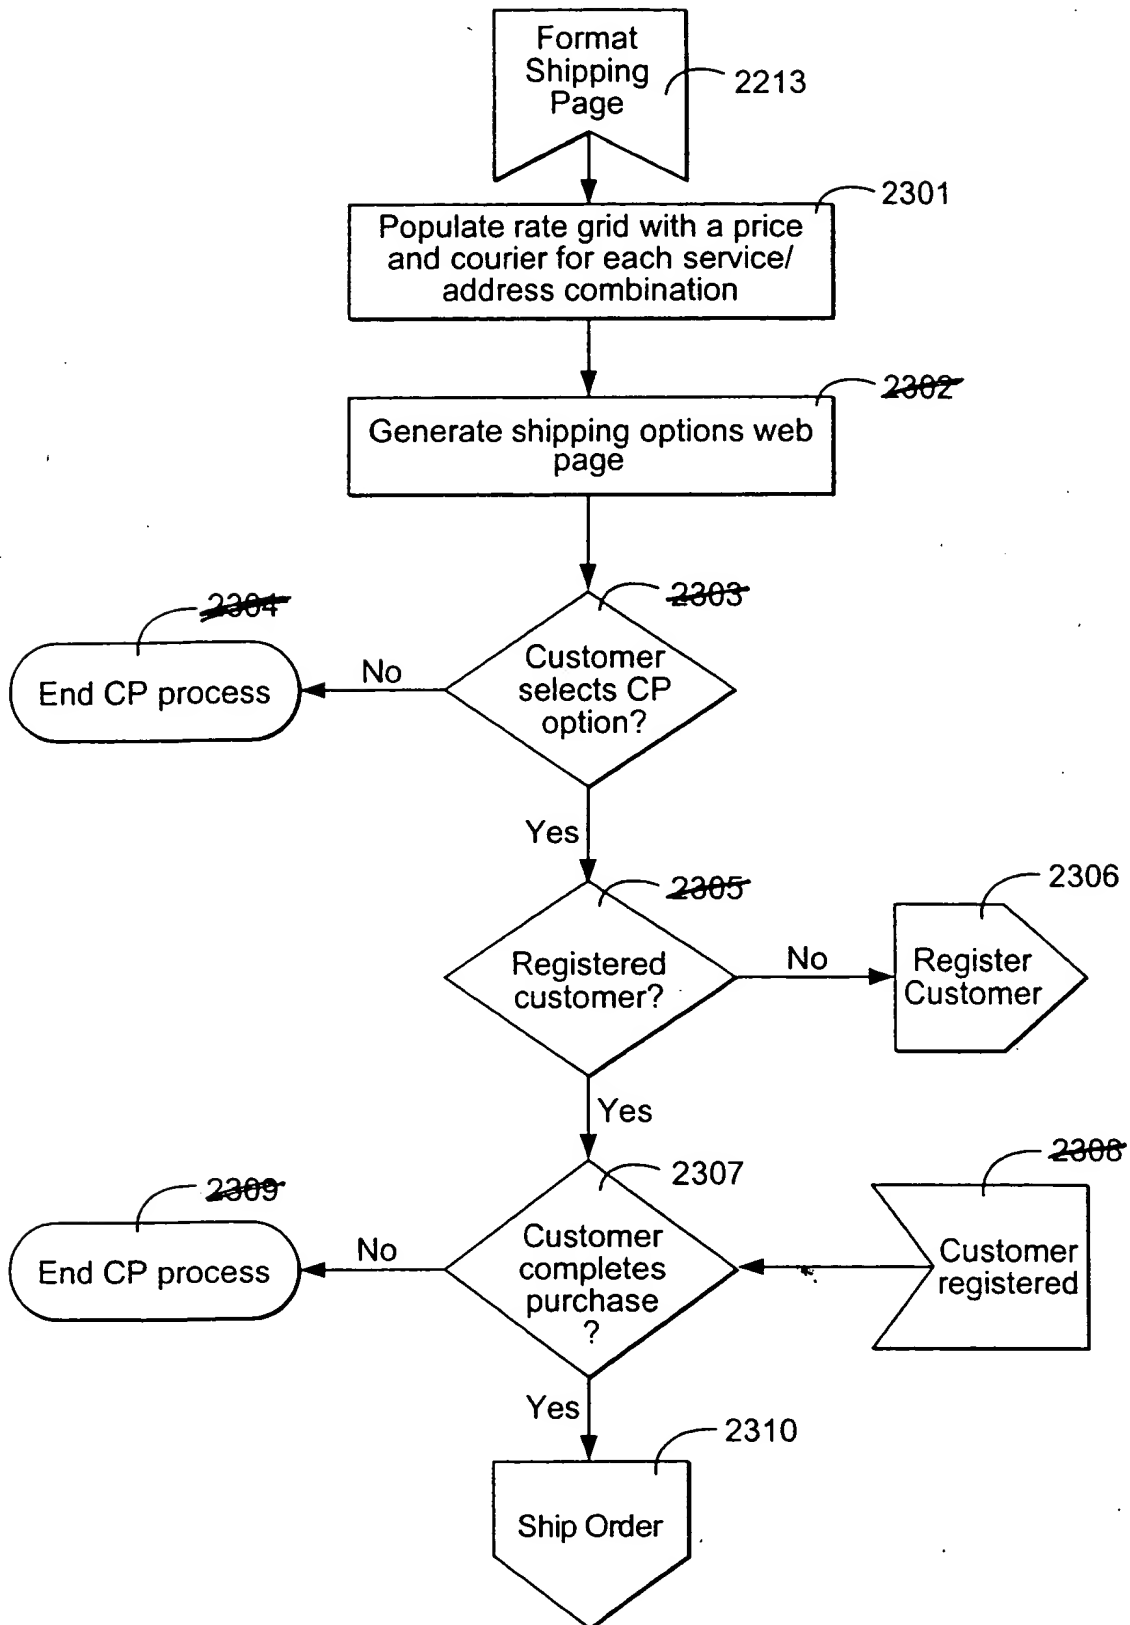 Format
Shipping
Page
2213
2301
Populate rate grid with a price
and courier for each service/
address combination
2302
Generate shipping options web
page
2303
2304
Customer
selects CP
option?
No
End CP process
Yes
2305
2306
Registered
customer?
No
Register
Customer
Yes
2307
2308
2309
Customer
completes
purchase
?
No
End CP process
Customer
registered
Yes
2310
Ship Order